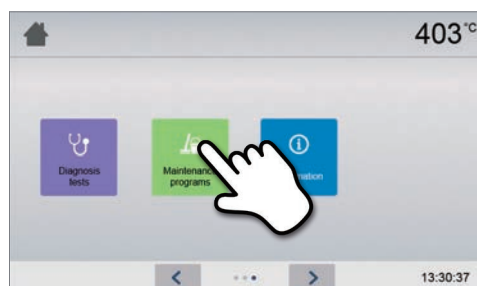 403 °C
Diagnosis
tests
Maintenance
programs
13:30:37